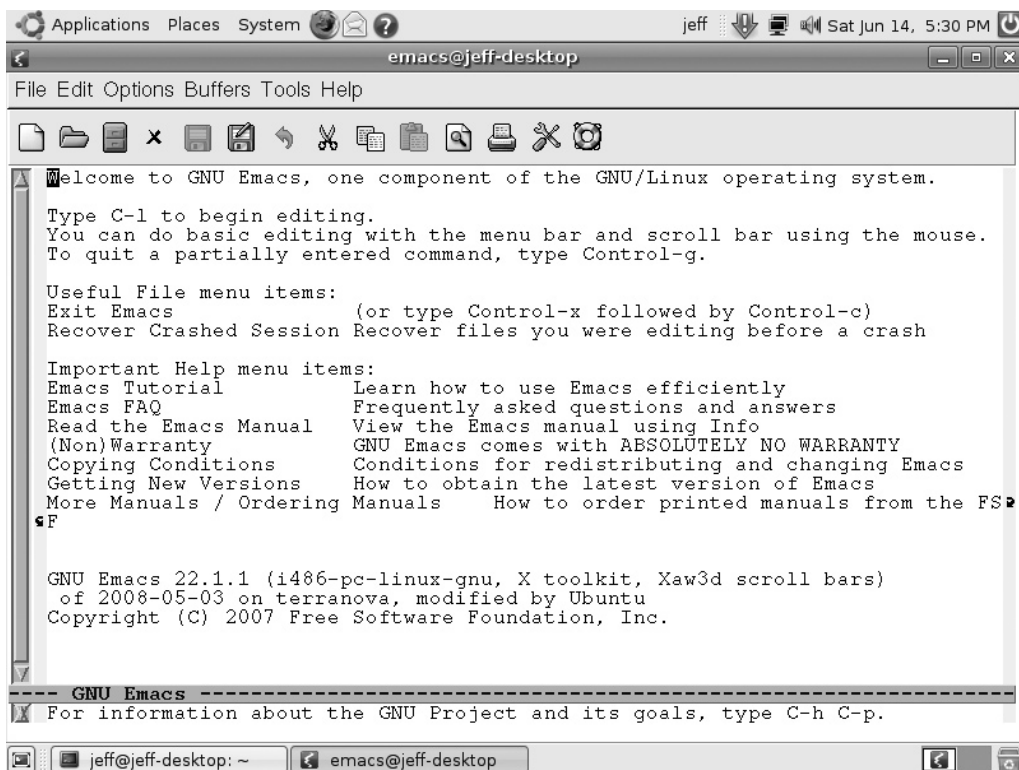 Applications Places System jeff Sat Jun 14, 5:30 PM
emacs@jeff-desktop
File Edit Options Buffers Tools Help
Welcome to GNU Emacs, one component of the GNU/Linux operating system.
Type C-l to begin editing.
You can do basic editing with the menu bar and scroll bar using the mouse.
To quit a partially entered command, type Control-g.
Useful File menu items:
Exit Emacs (or type Control-x followed by Control-c)
Recover Crashed Session Recover files you were editing before a crash
Important Help menu items:
Emacs Tutorial Learn how to use Emacs efficiently
Emacs FAQ Frequently asked questions and answers
Read the Emacs Manual View the Emacs manual using Info
(Non)Warranty GNU Emacs comes with ABSOLUTELY NO WARRANTY
Copying Conditions Conditions for redistributing and changing Emacs
Getting New Versions How to obtain the latest version of Emacs
More Manuals / Ordering Manuals How to order printed manuals from the FS
F
GNU Emacs 22.1.1 (i486-pc-linux-gnu, X toolkit, Xaw3d scroll bars)
of 2008-05-03 on terranova, modified by Ubuntu
Copyright (C) 2007 Free Software Foundation, Inc.
---- GNU Emacs ----------------------------------------------------------------
For information about the GNU Project and its goals, type C-h C-p.
jeff@jeff-desktop: ~ emacs@jeff-desktop